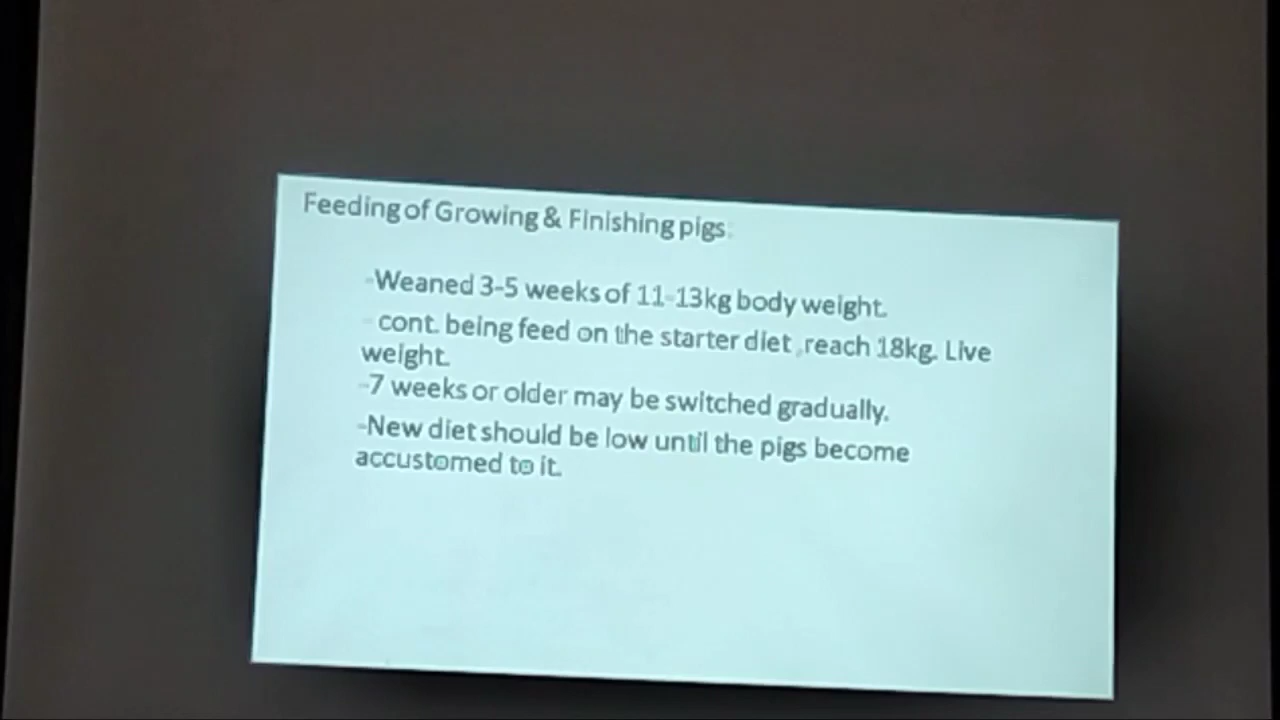 Feeding of Growing & Finishing pigs:
-Weaned 3-5 weeks of 11-13kg body weight.
- cont. being feed on the starter diet ,reach 18kg. Live
weight.
-7 weeks or older may be switched gradually.
-New diet should be low until the pigs become
accustomed to it.